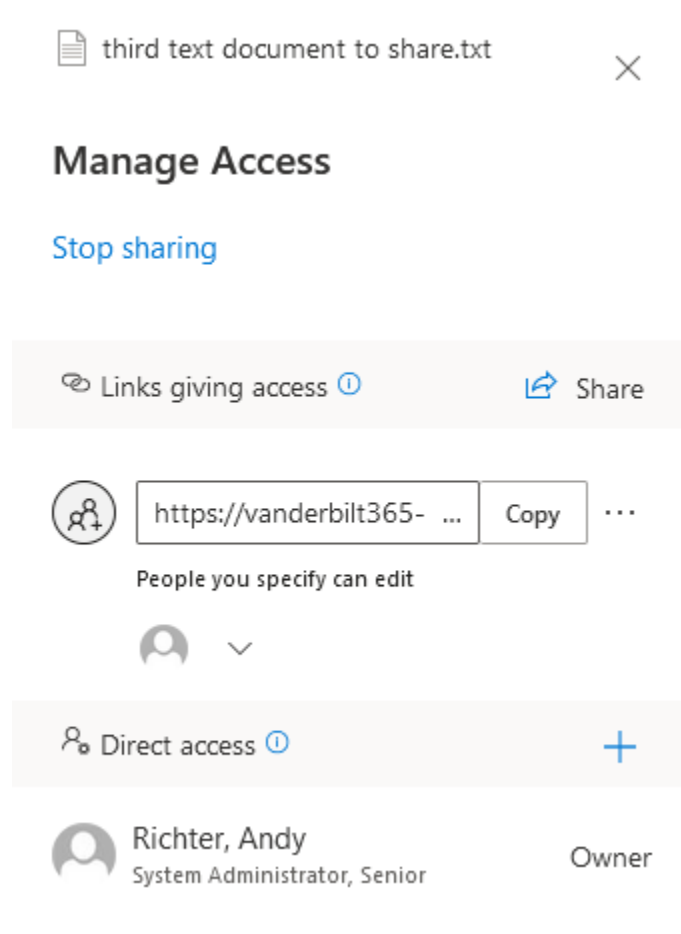 third text document to share.txt
Manage Access
Stop sharing
Links giving access
Share
https://vanderbilt365- ...
Copy
...
People you specify can edit
Direct access
Richter, Andy
System Administrator, Senior
Owner